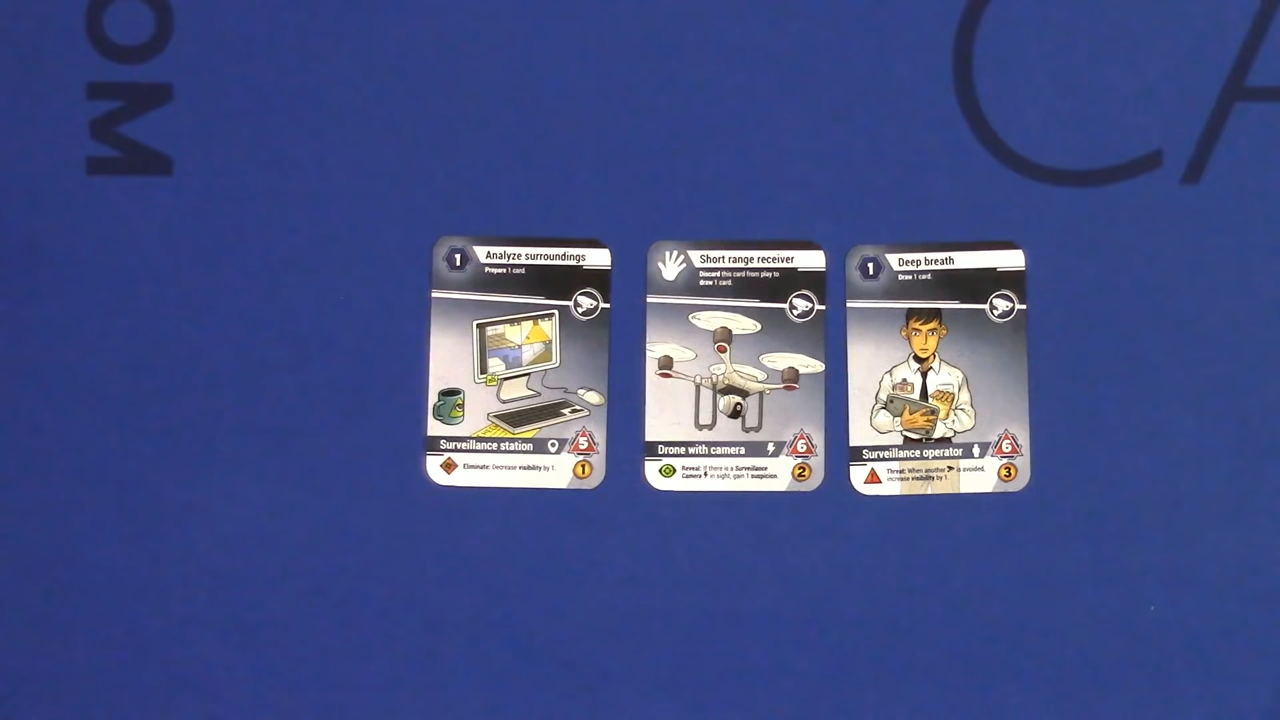 OM
CA
1
Analyze surroundings
Prepare 1 card.
Surveillance station
5
Eliminate: Decrease visibility by 1.
1
Short range receiver
Discard this card from play to
draw 1 card.
Drone with camera
6
Reveal: If there is a Surveillance
Camera in sight, gain 1 suspicion.
2
1
Deep breath
Draw 1 card.
Surveillance operator
6
Threat: When another is avoided,
increase visibility by 1.
3